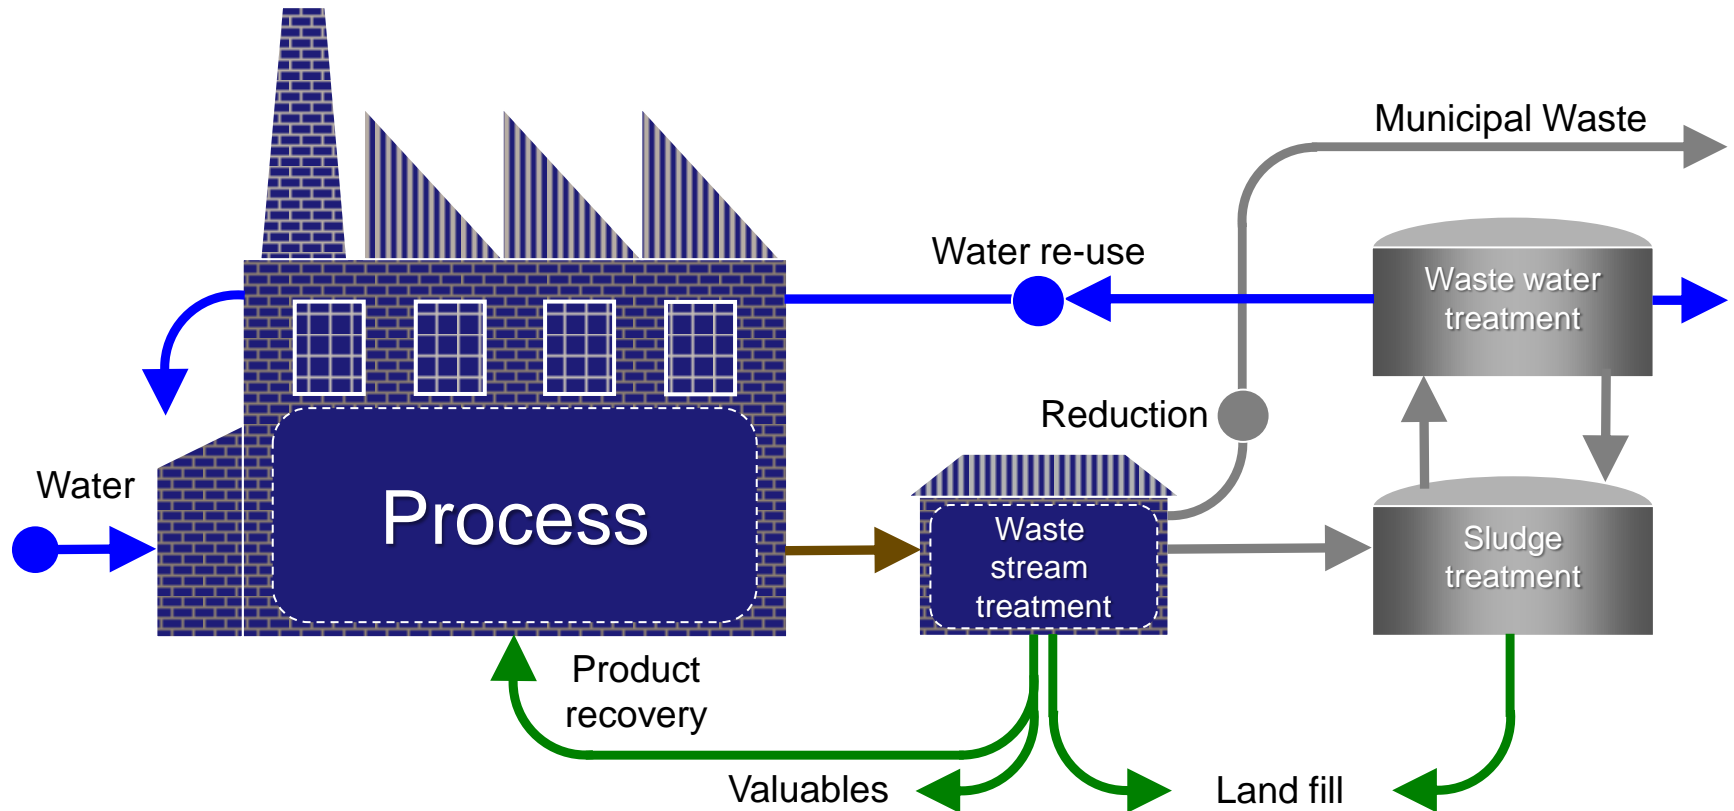 Municipal Waste
Water re-use
Waste water
treatment
Reduction
Water
Process
Waste
stream
treatment
Sludge
treatment
Product
recovery
Valuables
Land fill